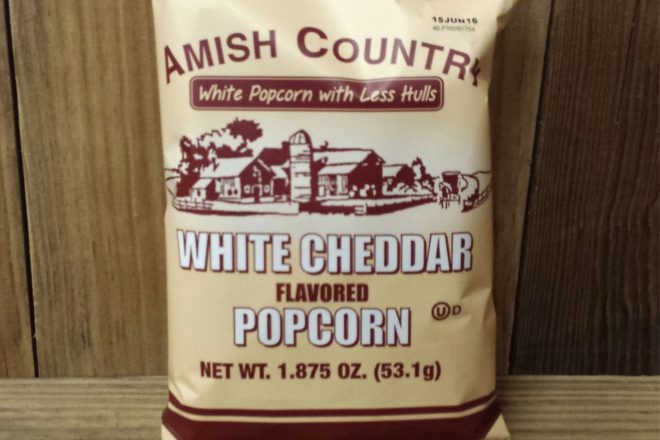 15JUN16
AMISH COUNTRY
White Popcorn with Less Hulls
WHITE CHEDDAR
FLAVORED
POPCORN
U D
NET WT. 1.875 OZ. (53.1g)